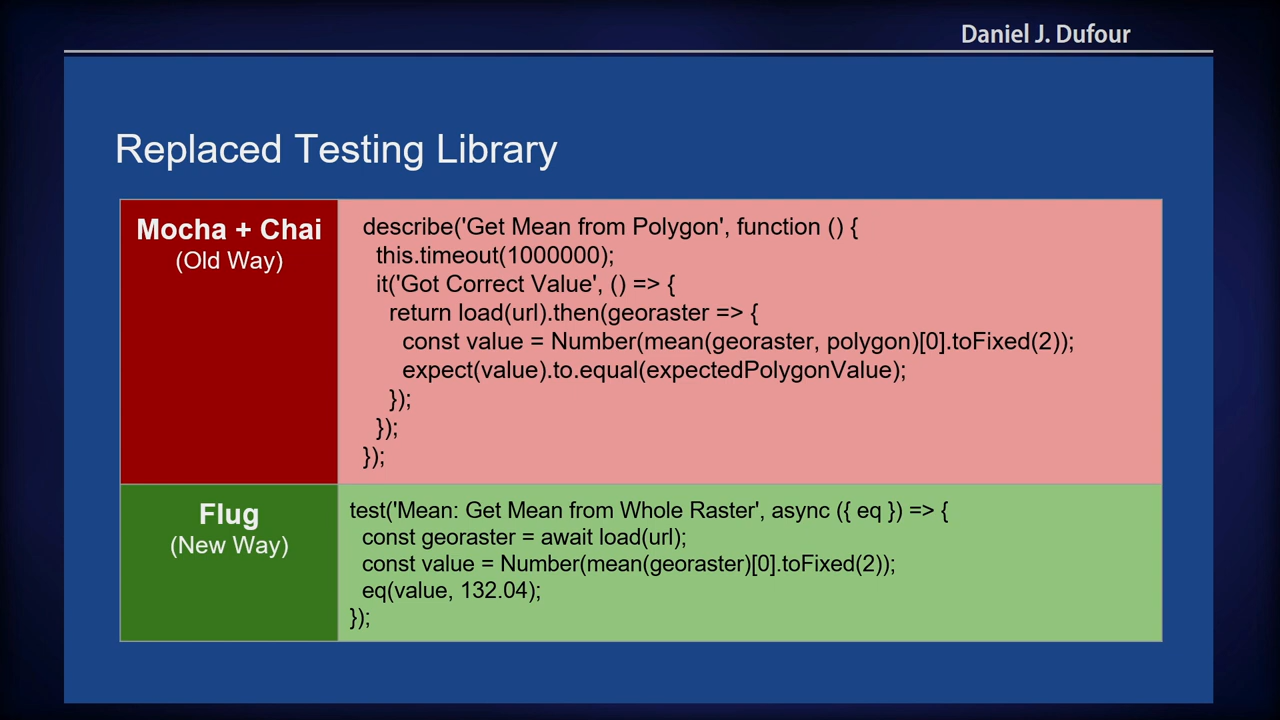 Daniel J. Dufour
Replaced Testing Library
Mocha + Chai
(Old Way)
describe('Get Mean from Polygon', function () {
this.timeout(1000000);
it('Got Correct Value', () => {
return load(url).then(georaster => {
const value = Number(mean(georaster, polygon)[0].toFixed(2));
expect(value).to.equal(expectedPolygonValue);
});
});
});
Flug
(New Way)
test('Mean: Get Mean from Whole Raster', async ({ eq }) => {
const georaster = await load(url);
const value = Number(mean(georaster)[0].toFixed(2));
eq(value, 132.04);
});